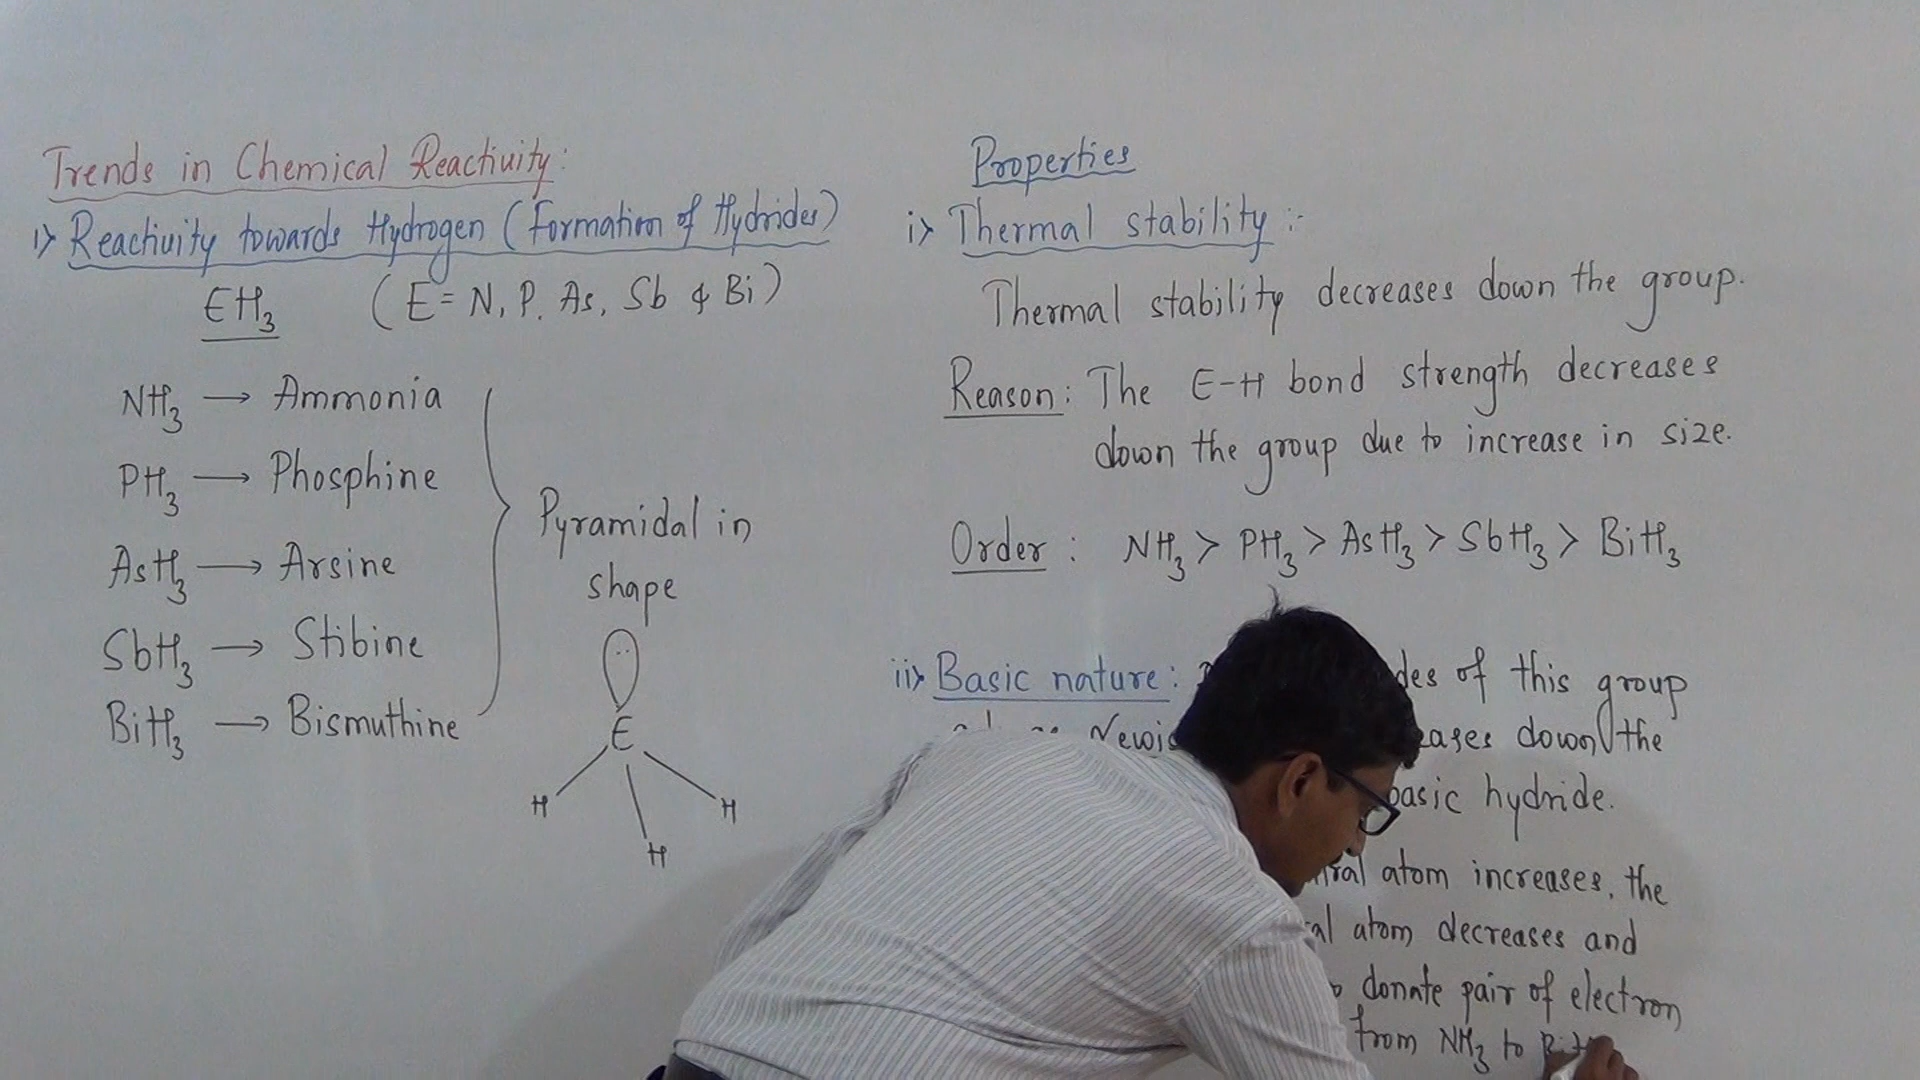 Trends in Chemical Reactivity:
1> Reactivity towards Hydrogen (Formation of Hydrides)
EH₃ (E = N, P, As, Sb & Bi)
NH₃ → Ammonia
PH₃ → Phosphine
AsH₃ → Arsine
SbH₃ → Stibine
BiH₃ → Bismuthine
Pyramidal in
shape
E
H H
H
Properties
i> Thermal stability :-
Thermal stability decreases down the group.
Reason: The E-H bond strength decreases
down the group due to increase in size.
Order : NH₃ > PH₃ > AsH₃ > SbH₃ > BiH₃
ii> Basic nature: of this group
down the
basic hydride.
atom increases, the
atom decreases and
donate pair of electron
from NH₃ to